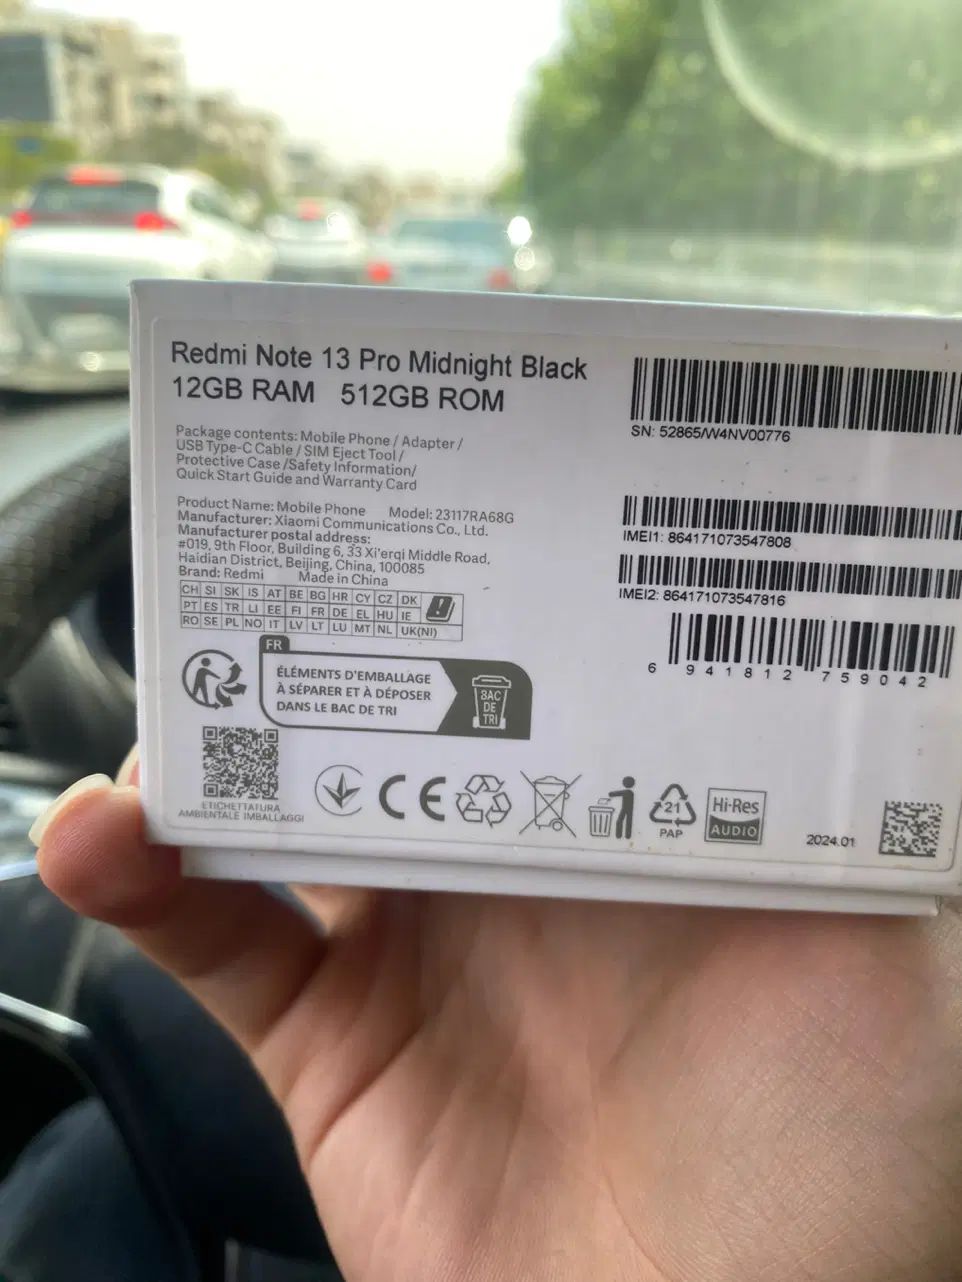 Redmi Note 13 Pro Midnight Black
12GB RAM 512GB ROM
Package contents: Mobile Phone / Adapter /
USB Type-C Cable / SIM Eject Tool /
Protective Case /Safety Information/
Quick Start Guide and Warranty Card
Product Name: Mobile Phone Model: 23117RA68G
Manufacturer: Xiaomi Communications Co., Ltd.
Manufacturer postal address:
#019, 9th Floor, Building 6, 33 Xi'erqi Middle Road,
Haidian District, Beijing, China, 100085
Brand: Redmi Made in China
CH SI SK IS AT BE BG HR CY CZ DK
PT ES TR LI EE FI FR DE EL HU IE
RO SE PL NO IT LV LT LU MT NL UK(NI)
FR
ÉLÉMENTS D'EMBALLAGE
À SÉPARER ET À DÉPOSER
DANS LE BAC DE TRI
BAC
DE
TRI
ETICHETTATURA
AMBIENTALE IMBALLAGGI
CE
21
PAP
Hi-Res
AUDIO
2024.01
SN: 52865/W4NV00776
IMEI1: 864171073547808
IMEI2: 864171073547816
6 941812 759042